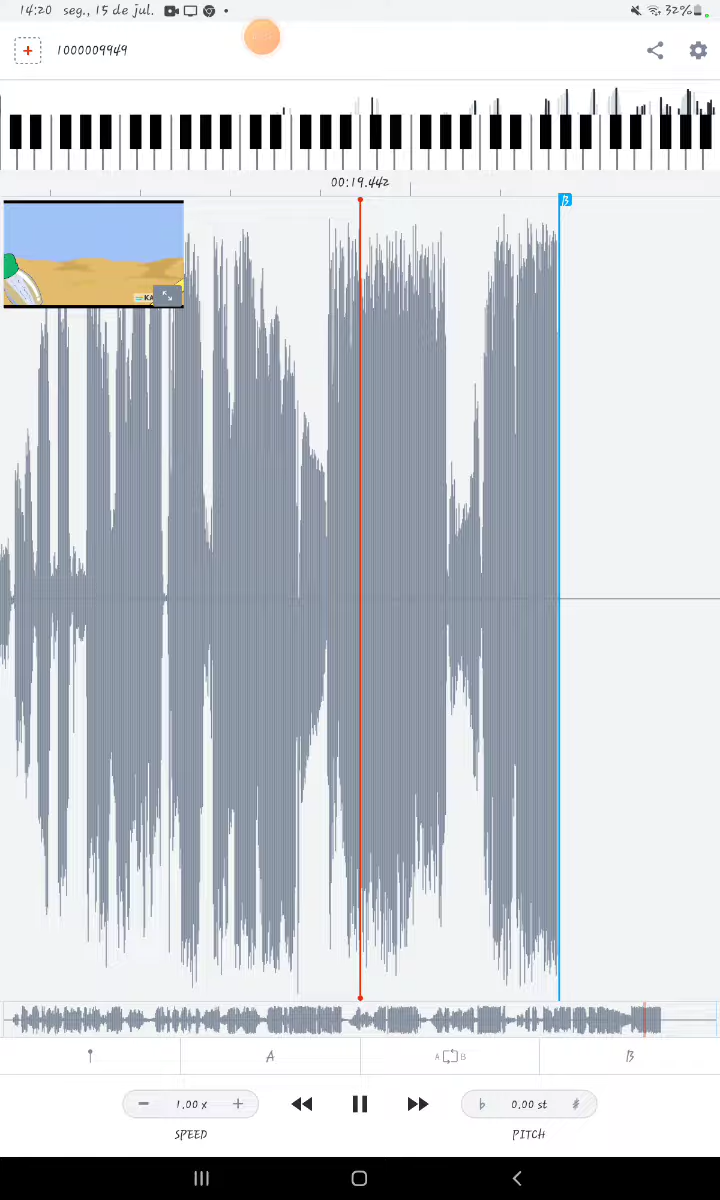 14:20 seg., 15 de jul. • 32%
1000009949
00:19.442
B
KA
A A B B
1.00 x 0.00 st
SPEED PITCH